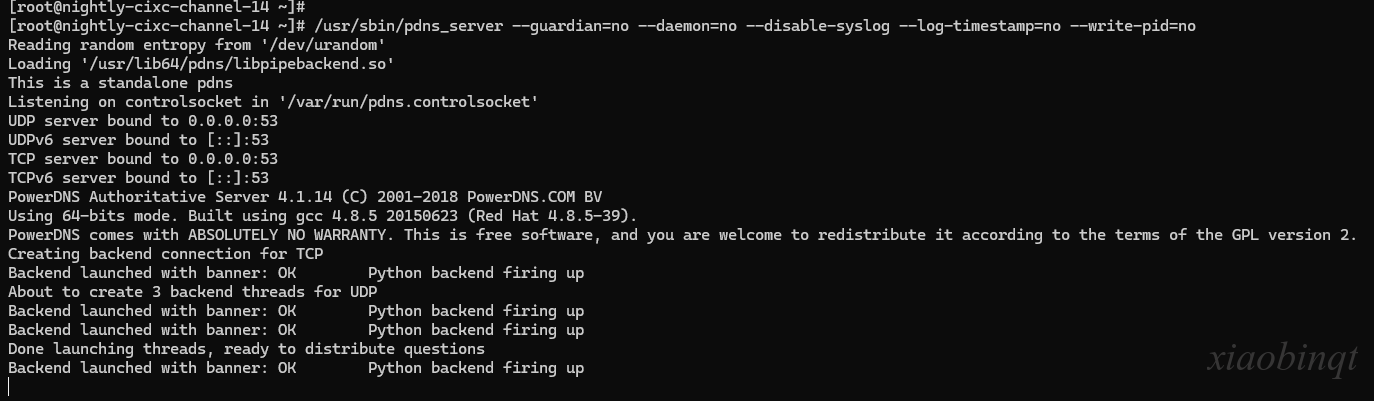 [root@nightly-cixc-channel-14 ~]#
[root@nightly-cixc-channel-14 ~]# /usr/sbin/pdns_server --guardian=no --daemon=no --disable-syslog --log-timestamp=no --write-pid=no
Reading random entropy from '/dev/urandom'
Loading '/usr/lib64/pdns/libpipebackend.so'
This is a standalone pdns
Listening on controlsocket in '/var/run/pdns.controlsocket'
UDP server bound to 0.0.0.0:53
UDPv6 server bound to [::]:53
TCP server bound to 0.0.0.0:53
TCPv6 server bound to [::]:53
PowerDNS Authoritative Server 4.1.14 (C) 2001-2018 PowerDNS.COM BV
Using 64-bits mode. Built using gcc 4.8.5 20150623 (Red Hat 4.8.5-39).
PowerDNS comes with ABSOLUTELY NO WARRANTY. This is free software, and you are welcome to redistribute it according to the terms of the GPL version 2.
Creating backend connection for TCP
Backend launched with banner: OK        Python backend firing up
About to create 3 backend threads for UDP
Backend launched with banner: OK        Python backend firing up
Backend launched with banner: OK        Python backend firing up
Done launching threads, ready to distribute questions
Backend launched with banner: OK        Python backend firing up
xiaobinqt